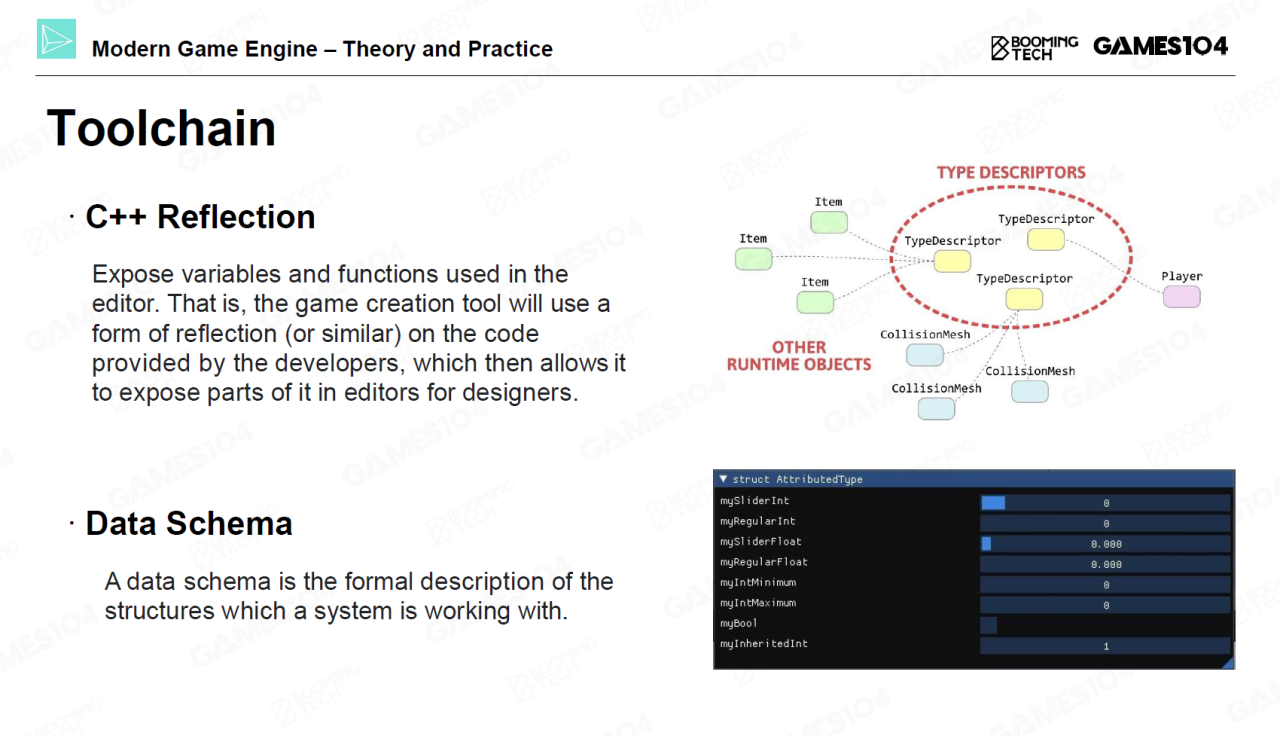 Modern Game Engine – Theory and Practice
BOOMING
TECH
GAMES104
Toolchain
· C++ Reflection
Expose variables and functions used in the
editor. That is, the game creation tool will use a
form of reflection (or similar) on the code
provided by the developers, which then allows it
to expose parts of it in editors for designers.
· Data Schema
A data schema is the formal description of the
structures which a system is working with.
TYPE DESCRIPTORS
Item
TypeDescriptor
Item
TypeDescriptor
Item
TypeDescriptor
Player
CollisionMesh
OTHER
RUNTIME OBJECTS
CollisionMesh
CollisionMesh
▼ struct AttributedType
mySliderInt 0
myRegularInt 0
mySliderFloat 0.000
myRegularFloat 0.000
myIntMinimum 0
myIntMaximum 0
myBool
myInheritedInt 1